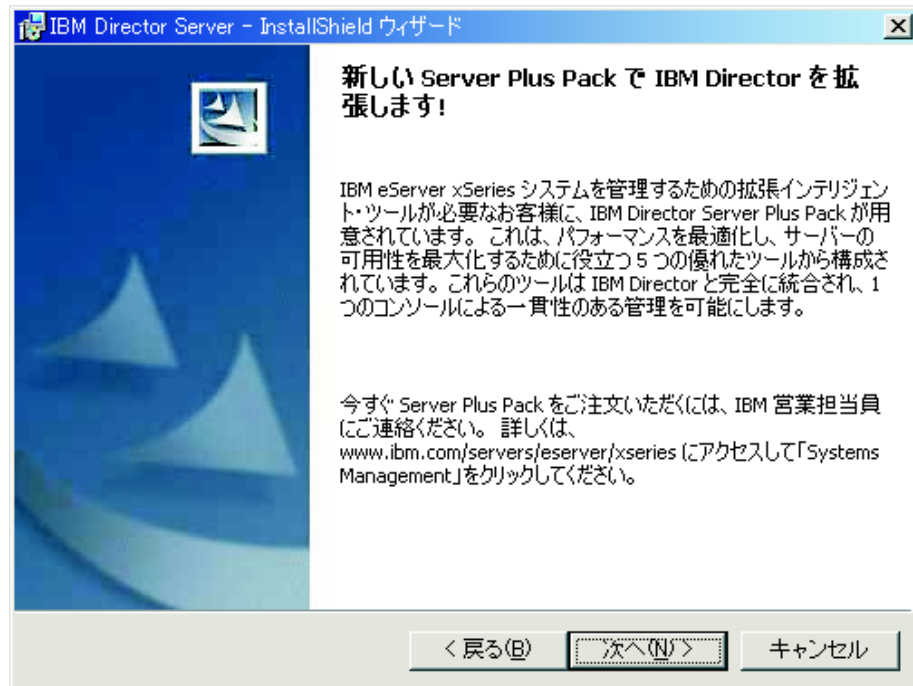 IBM Director Server - InstallShield ウィザード
新しい Server Plus Pack で IBM Director を拡
張します!
IBM eServer xSeries システムを管理するための拡張インテリジェン
ト・ツールが必要なお客様に、IBM Director Server Plus Pack が用
意されています。 これは、パフォーマンスを最適化し、サーバーの
可用性を最大化するために役立つ 5 つの優れたツールから構成さ
れています。これらのツールは IBM Director と完全に統合され、1
つのコンソールによる一貫性のある管理を可能にします。
今すぐ Server Plus Pack をご注文いただくには、IBM 営業担当員
にご連絡ください。 詳しくは、
www.ibm.com/servers/eserver/xseries にアクセスして「Systems
Management」をクリックしてください。
< 戻る(B)
次へ(N) >
キャンセル